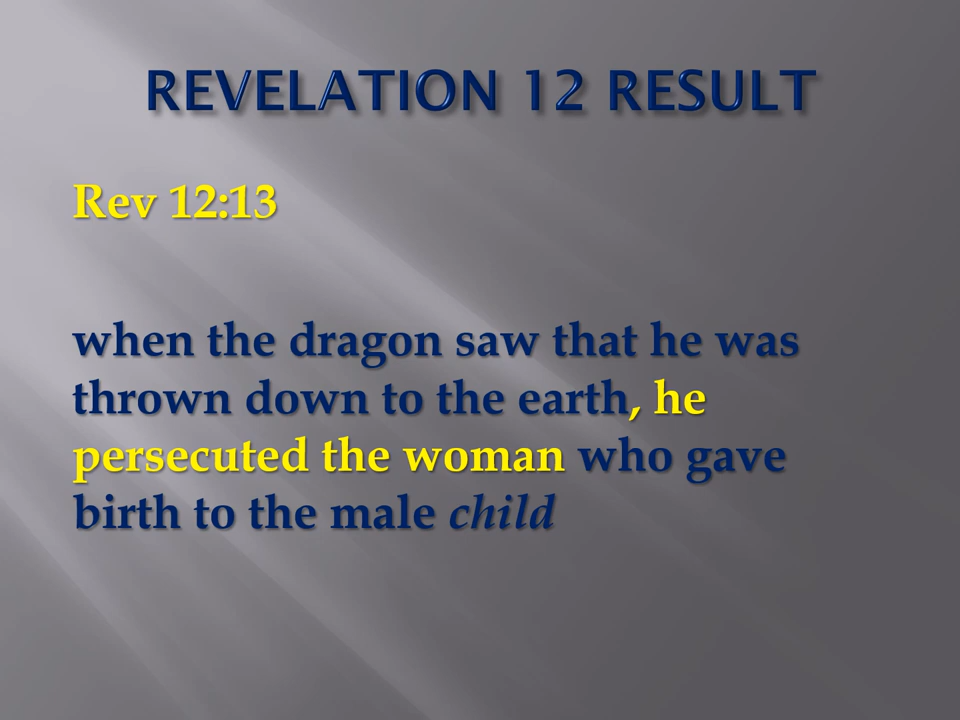 REVELATION 12 RESULT
Rev 12:13
when the dragon saw that he was
thrown down to the earth, he
persecuted the woman who gave
birth to the male child